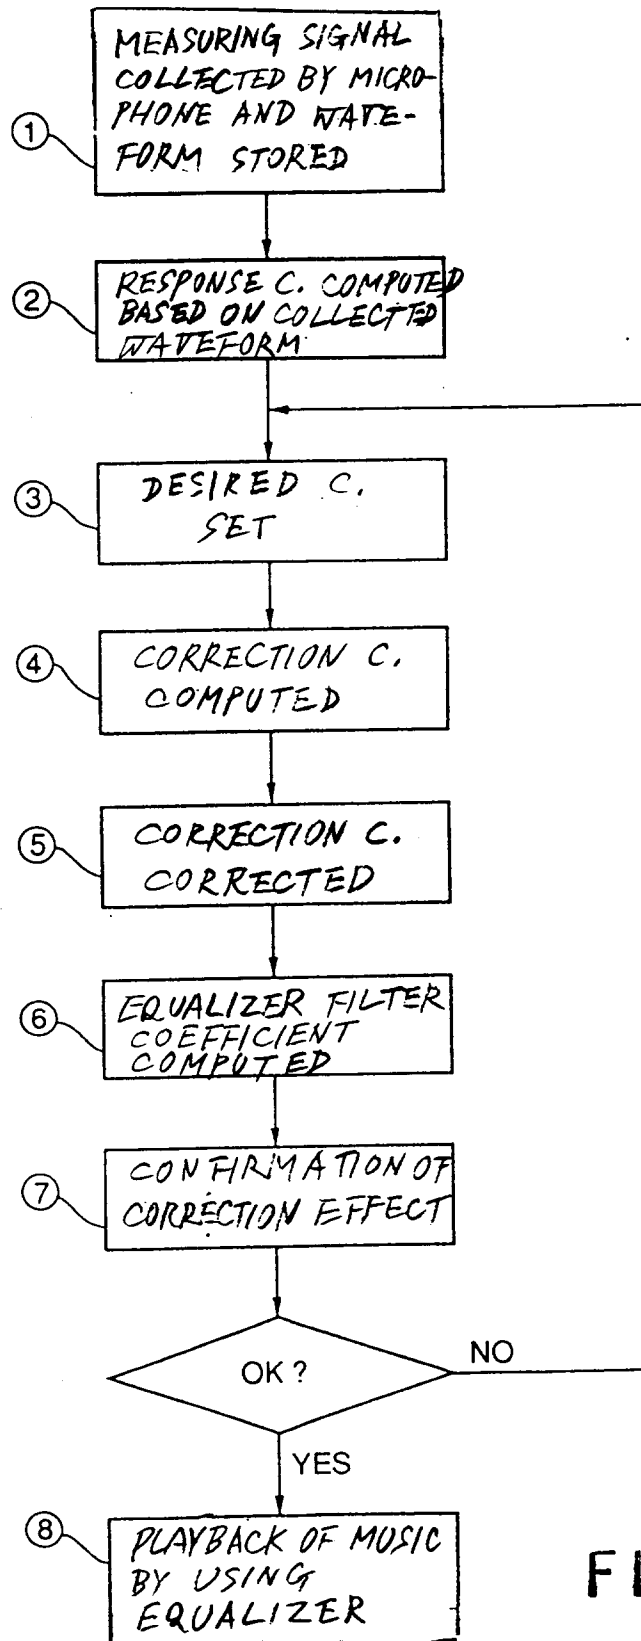 MEASURING SIGNAL
COLLECTED BY MICRO-
PHONE AND WAVE-
FORM STORED
1
RESPONSE C. COMPUTED
BASED ON COLLECTED
WAVEFORM
2
DESIRED C.
SET
3
CORRECTION C.
COMPUTED
4
CORRECTION C.
CORRECTED
5
EQUALIZER FILTER
COEFFICIENT
COMPUTED
6
CONFIRMATION OF
CORRECTION EFFECT
7
OK ?
NO
YES
8
PLAYBACK OF MUSIC
BY USING
EQUALIZER
FI